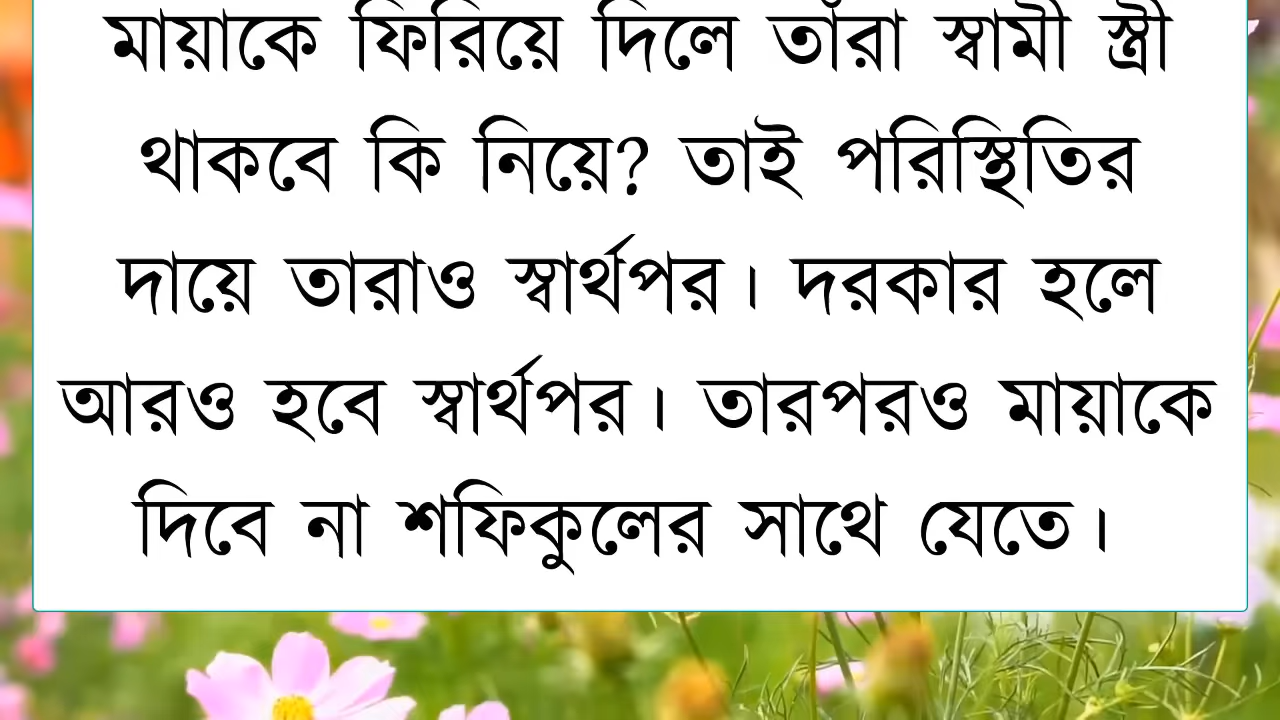 মায়াকে ফিরিয়ে দিলে তাঁরা স্বামী স্ত্রী
থাকবে কি নিয়ে? তাই পরিস্থিতির
দায়ে তারাও স্বার্থপর। দরকার হলে
আরও হবে স্বার্থপর। তারপরও মায়াকে
দিবে না শফিকুলের সাথে যেতে।